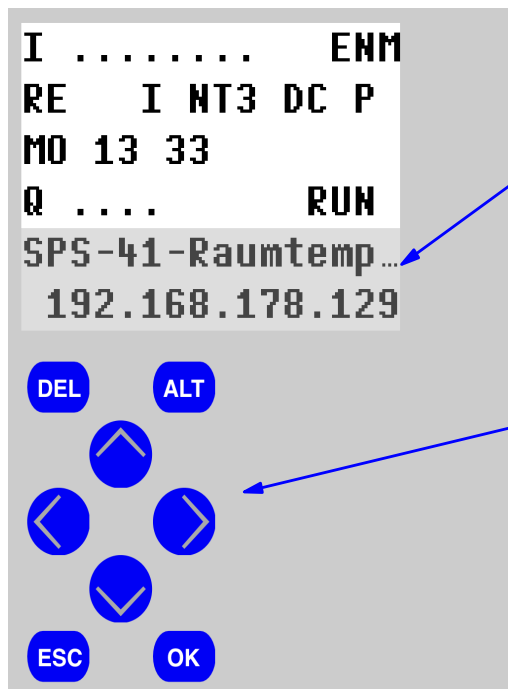 I ........ ENM
RE I NT3 DC P
MO 13 33
Q .... RUN
SPS-41-Raumtemp…
192.168.178.129
DEL ALT
ESC OK